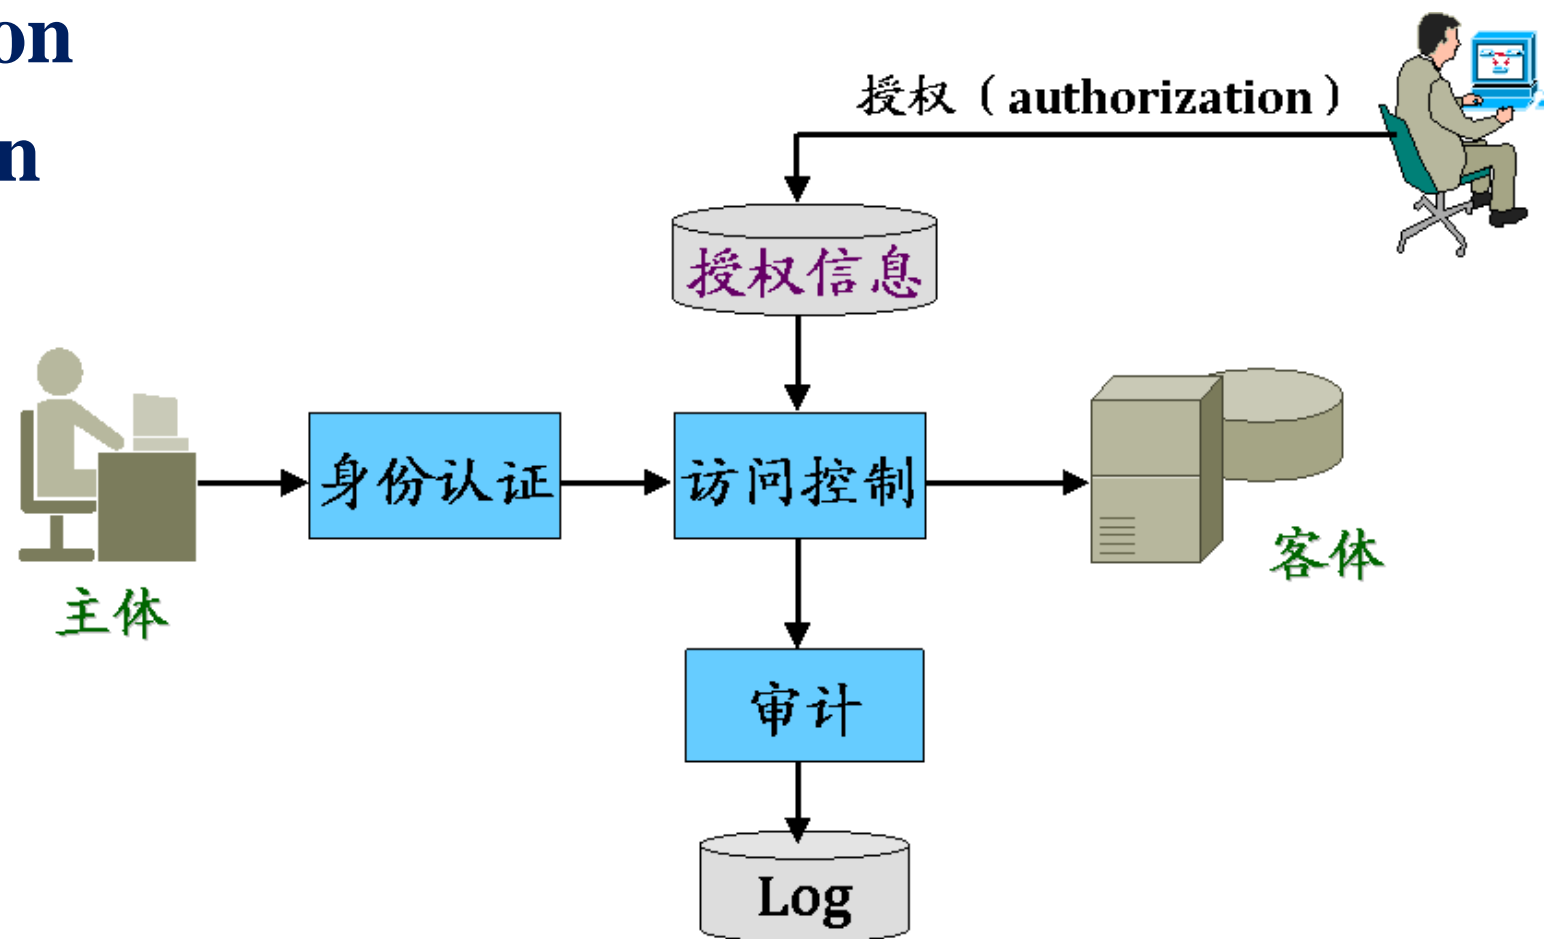 on
n
授权（authorization）
授权信息
身份认证
访问控制
客体
主体
审计
Log